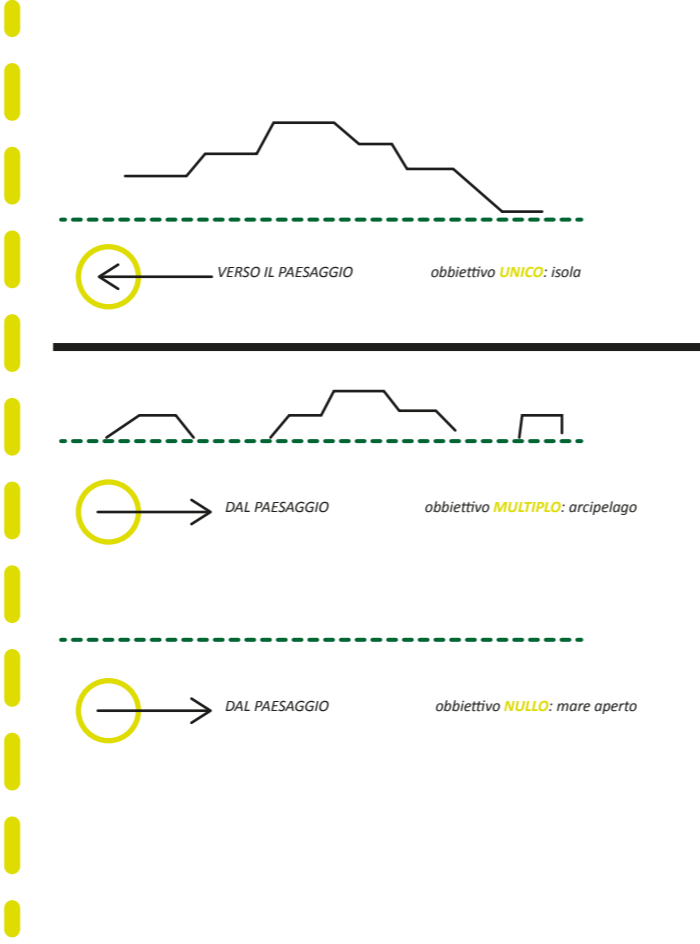 VERSO IL PAESAGGIO obbiettivo UNICO: isola
DAL PAESAGGIO obbiettivo MULTIPLO: arcipelago
DAL PAESAGGIO obbiettivo NULLO: mare aperto